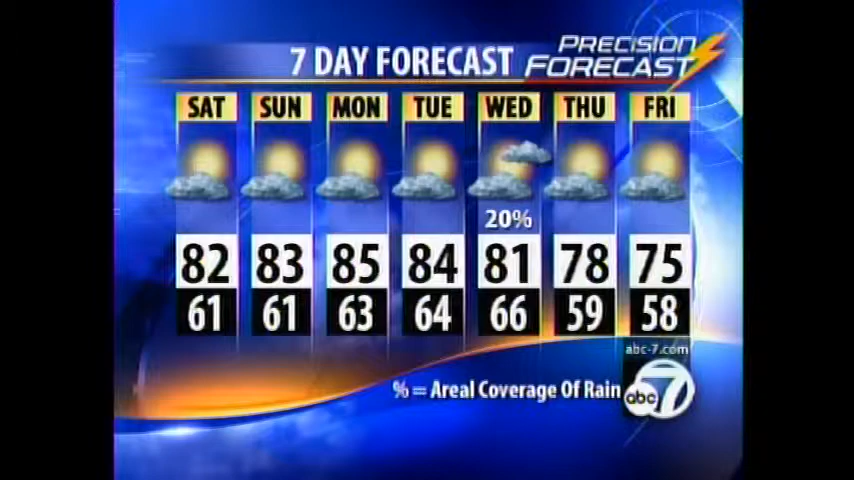 7 DAY FORECAST
PRECISION
FORECAST
SAT SUN MON TUE WED THU FRI
20%
82 83 85 84 81 78 75
61 61 63 64 66 59 58
abc-7.com
% = Areal Coverage Of Rain
abc 7